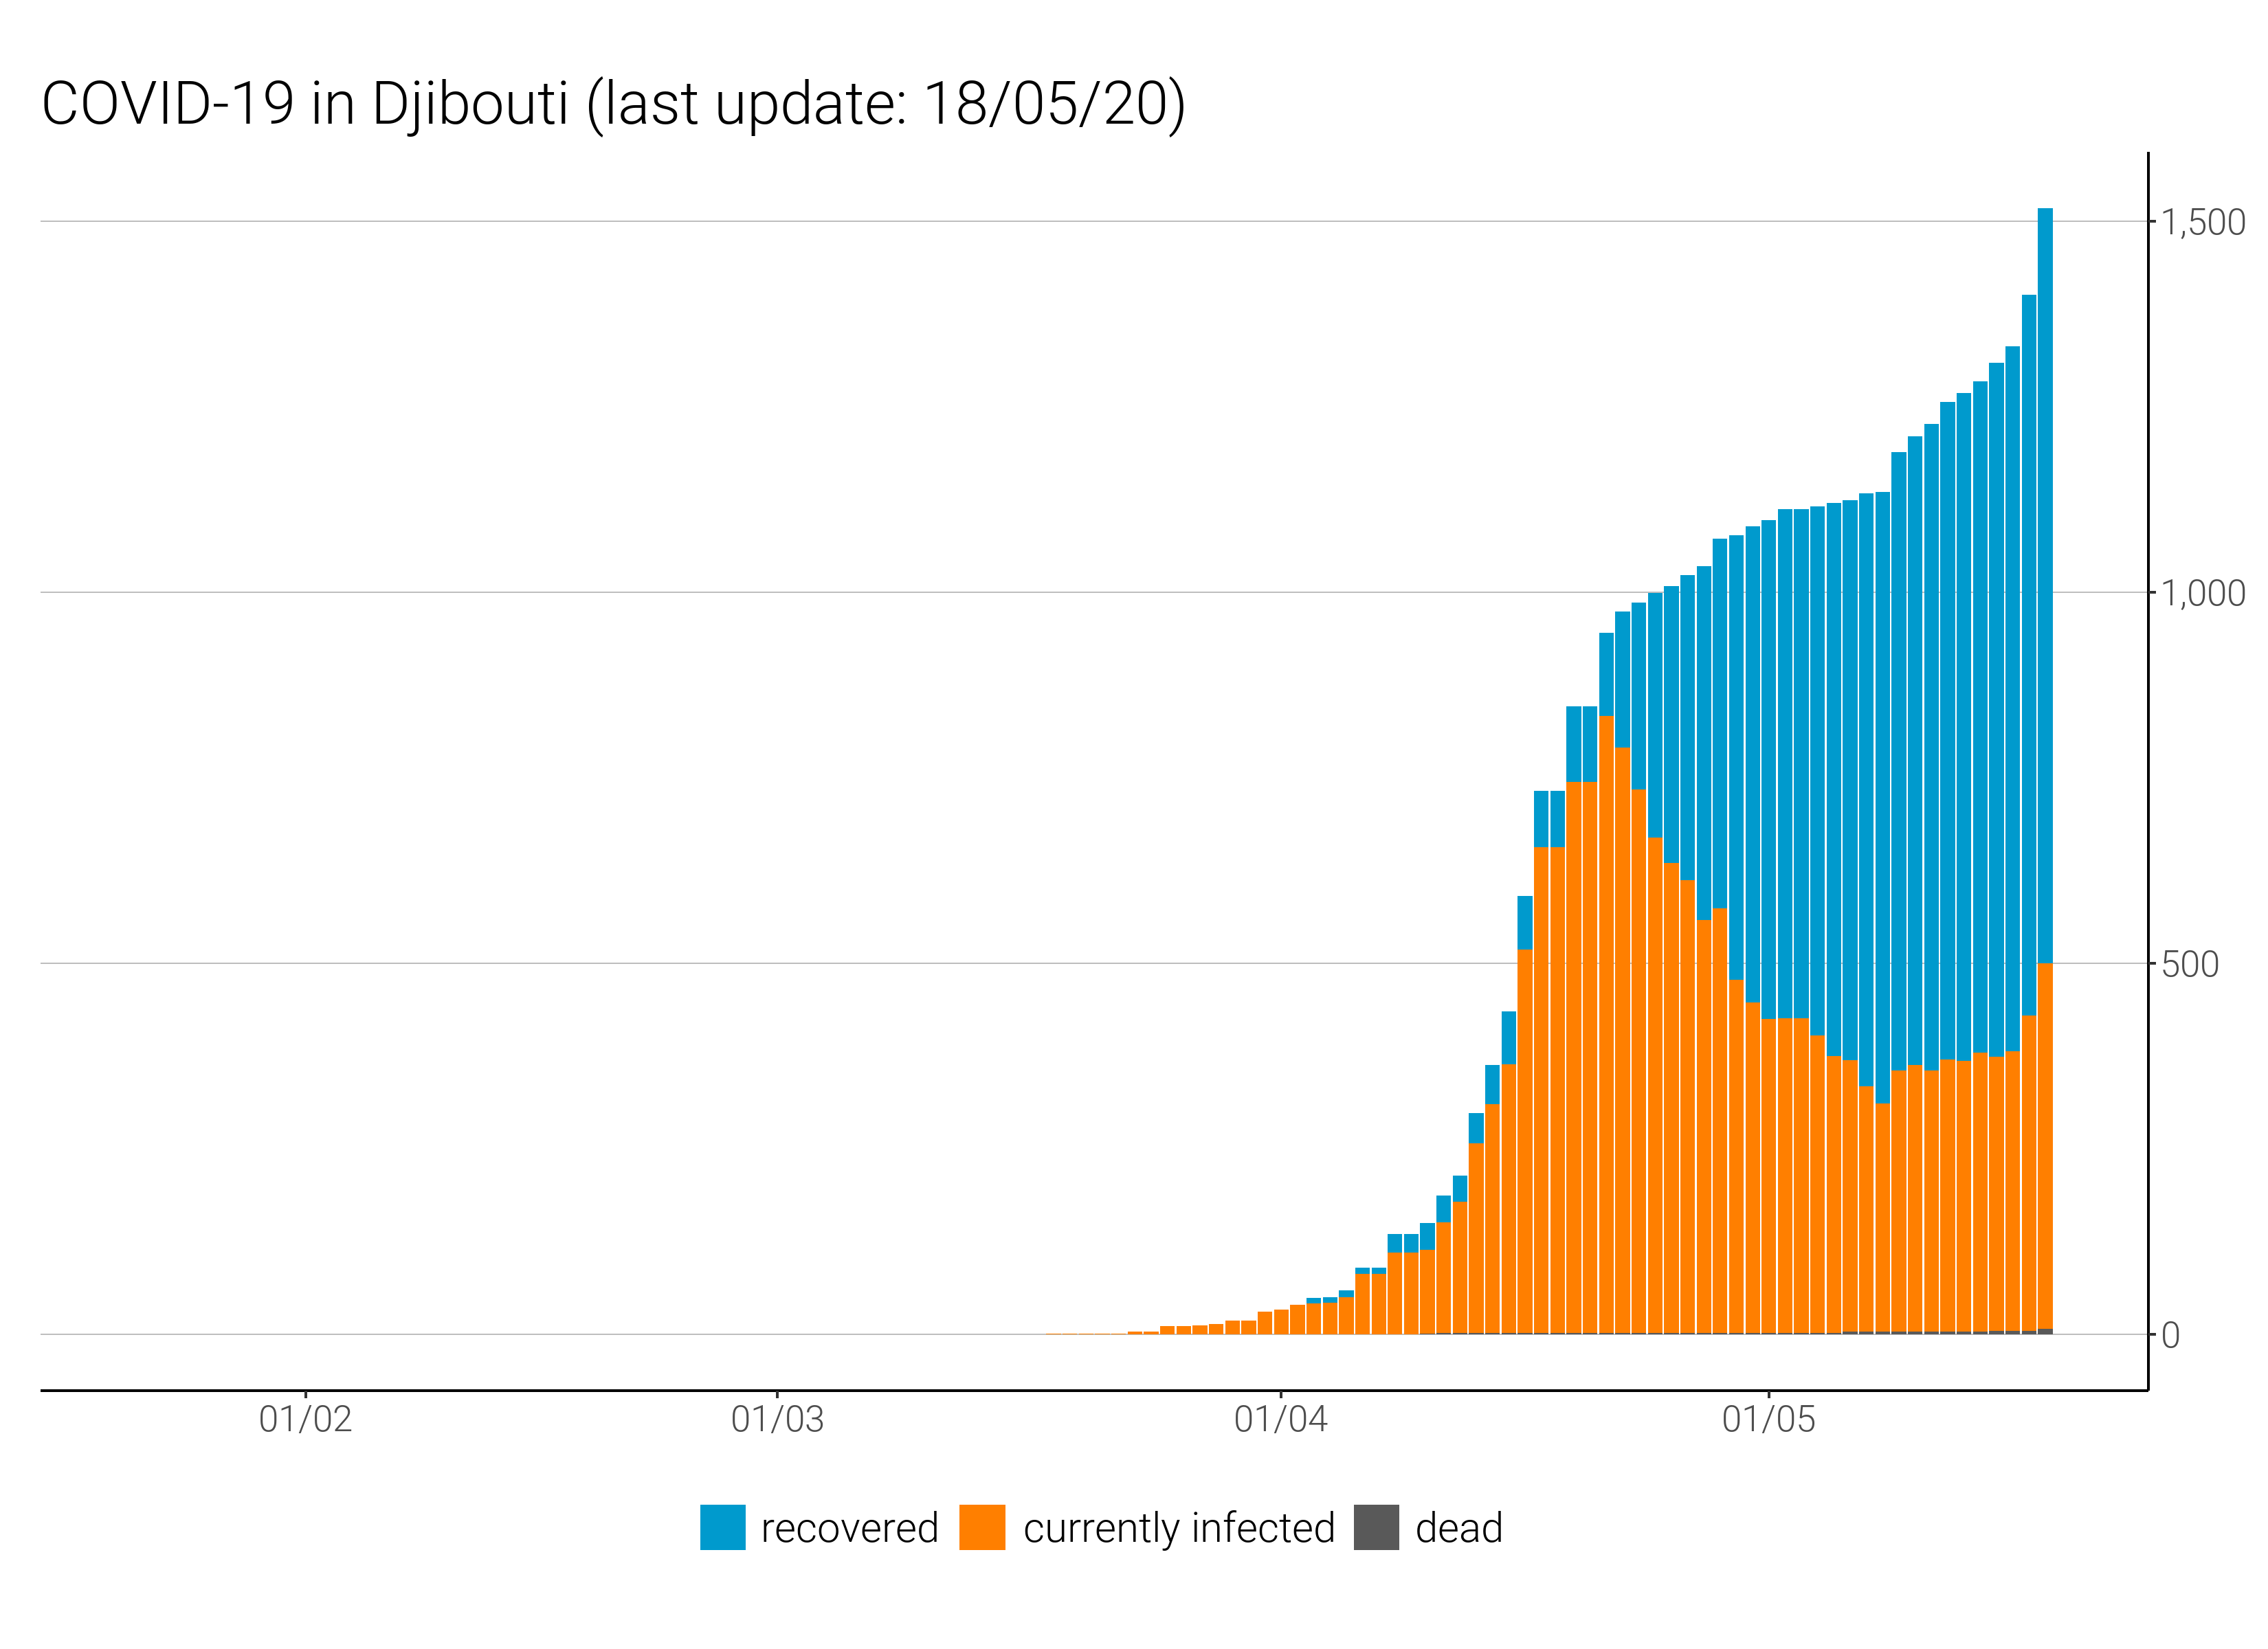 COVID-19 in Djibouti (last update: 18/05/20)
1,500
1,000
500
0
01/02 01/03 01/04 01/05
recovered currently infected dead